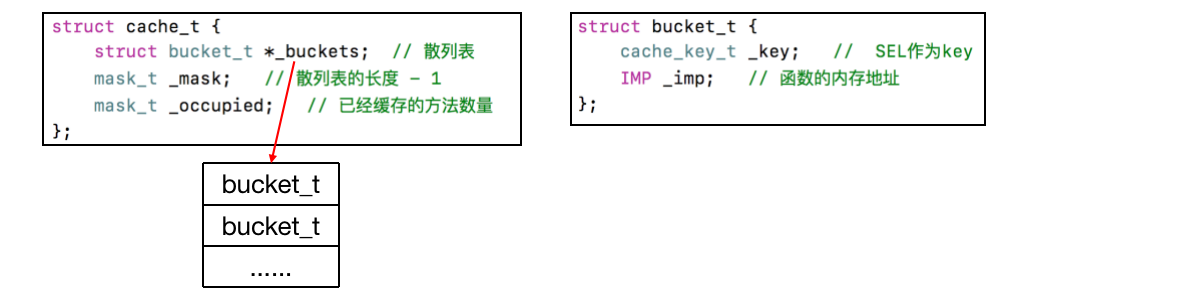 struct cache_t {
    struct bucket_t *_buckets;  // 散列表
    mask_t _mask;   // 散列表的长度 - 1
    mask_t _occupied;   // 已经缓存的方法数量
};
struct bucket_t {
    cache_key_t _key;   //  SEL作为key
    IMP _imp;   // 函数的内存地址
};
bucket_t
bucket_t
......